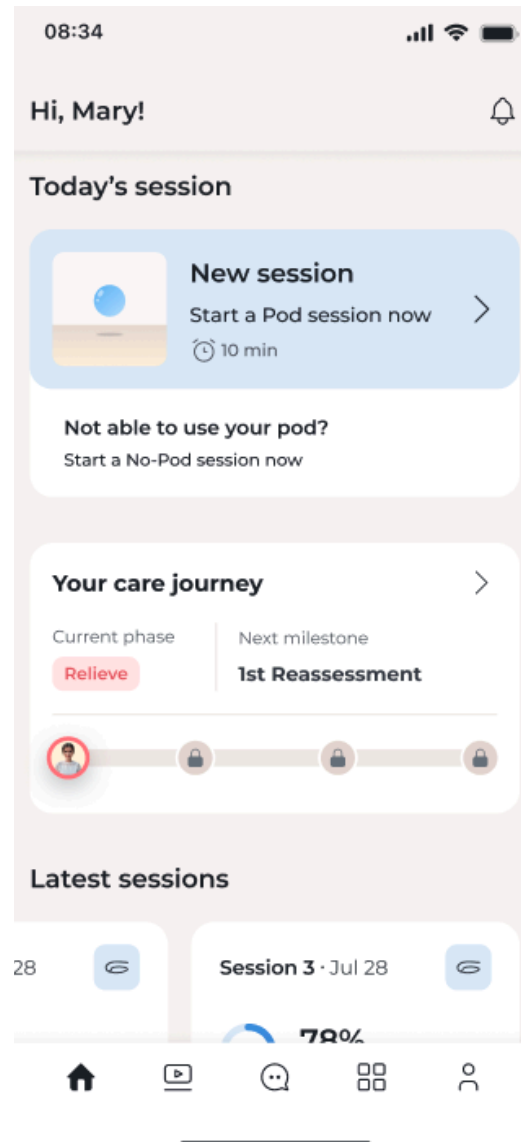 08:34
Hi, Mary!
Today’s session
New session
Start a Pod session now
10 min
Not able to use your pod?
Start a No-Pod session now
Your care journey
Current phase
Next milestone
Relieve
1st Reassessment
Latest sessions
28
Session 3 · Jul 28
78%